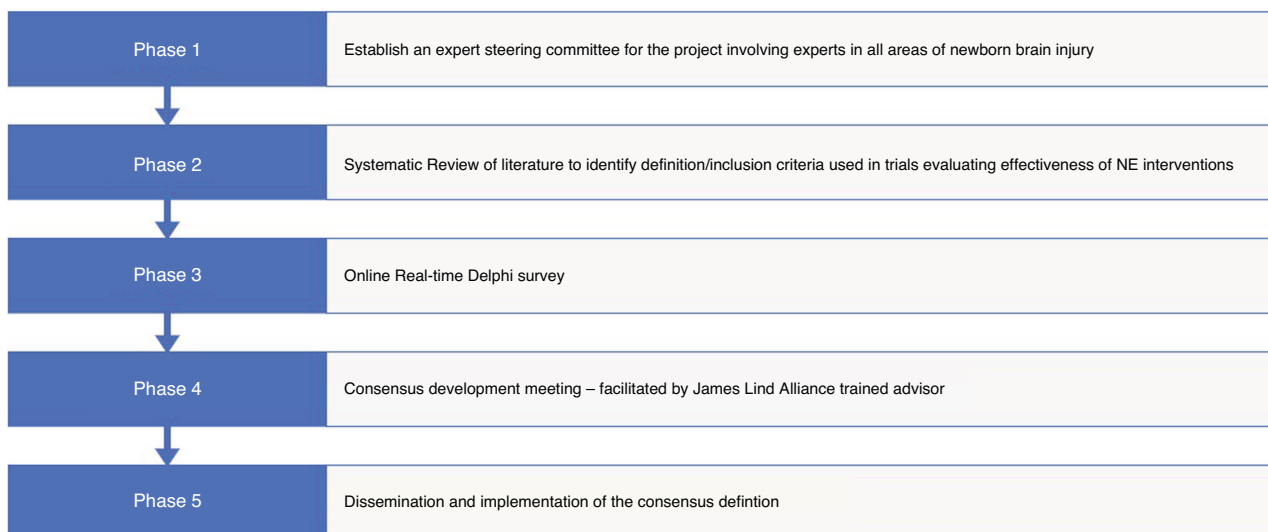 Phase 1
Establish an expert steering committee for the project involving experts in all areas of newborn brain injury
Phase 2
Systematic Review of literature to identify definition/inclusion criteria used in trials evaluating effectiveness of NE interventions
Phase 3
Online Real-time Delphi survey
Phase 4
Consensus development meeting – facilitated by James Lind Alliance trained advisor
Phase 5
Dissemination and implementation of the consensus defintion